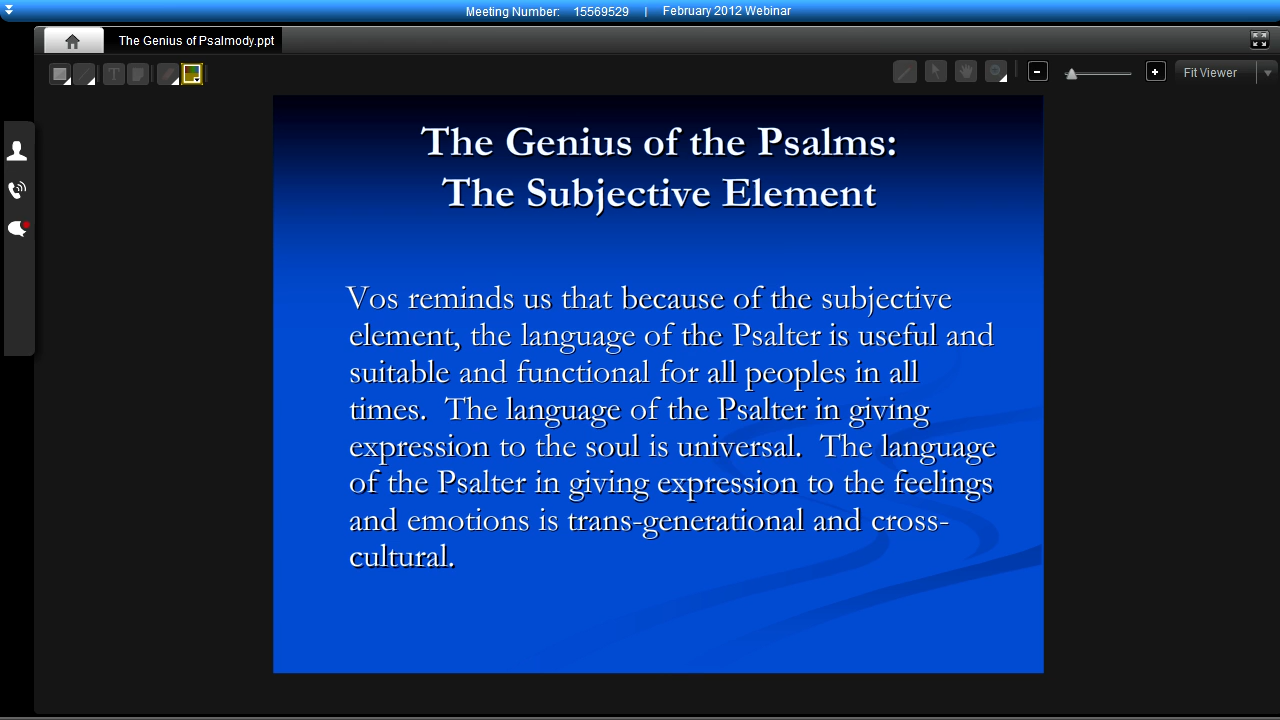 Meeting Number: 15569529 | February 2012 Webinar
The Genius of Psalmody.ppt
T
Fit Viewer
The Genius of the Psalms:
The Subjective Element
Vos reminds us that because of the subjective
element, the language of the Psalter is useful and
suitable and functional for all peoples in all
times.  The language of the Psalter in giving
expression to the soul is universal.  The language
of the Psalter in giving expression to the feelings
and emotions is trans-generational and cross-
cultural.